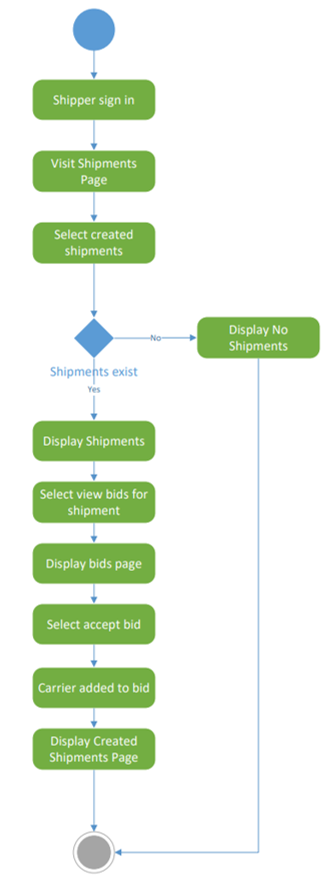 Shipper sign in
Visit Shipments
Page
Select created
shipments
No
Display No
Shipments
Shipments exist
Yes
Display Shipments
Select view bids for
shipment
Display bids page
Select accept bid
Carrier added to bid
Display Created
Shipments Page